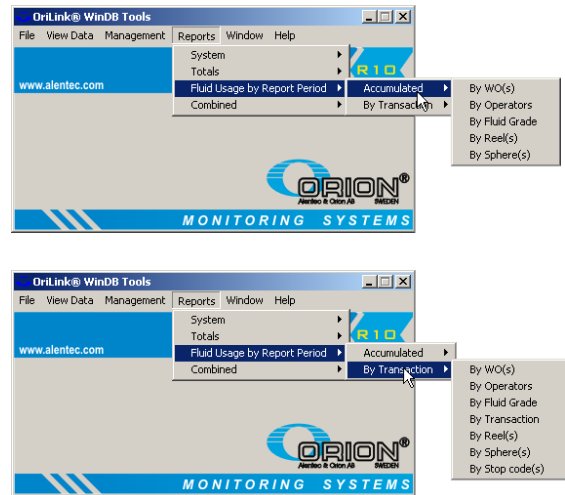 OriLink® WinDB Tools
File View Data Management Reports Window Help
System
Totals
R10
www.alentec.com
Fluid Usage by Report Period Accumulated By WO(s)
Combined By Transaction By Operators
By Fluid Grade
By Reel(s)
By Sphere(s)
ORION®
Alentec & Orion AB SWEDEN
MONITORING SYSTEMS
OriLink® WinDB Tools
File View Data Management Reports Window Help
System
Totals
R10
www.alentec.com
Fluid Usage by Report Period Accumulated
Combined By Transaction By WO(s)
By Operators
By Fluid Grade
By Transaction
By Reel(s)
By Sphere(s)
By Stop code(s)
ORION®
Alentec & Orion AB SWEDEN
MONITORING SYSTEMS